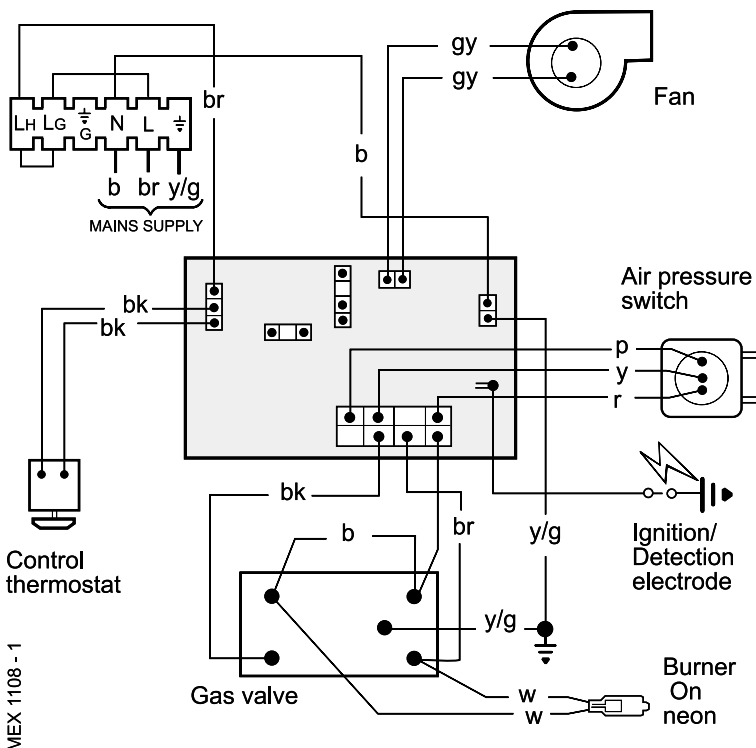 gy
gy
Fan
br
LH LG G N L
b
b br y/g
MAINS SUPPLY
Air pressure
switch
bk
bk
p
y
r
bk
br
y/g
b
Ignition/
Detection
electrode
Control
thermostat
y/g
Gas valve
w
w
Burner
On
neon
MEX 1108 - 1